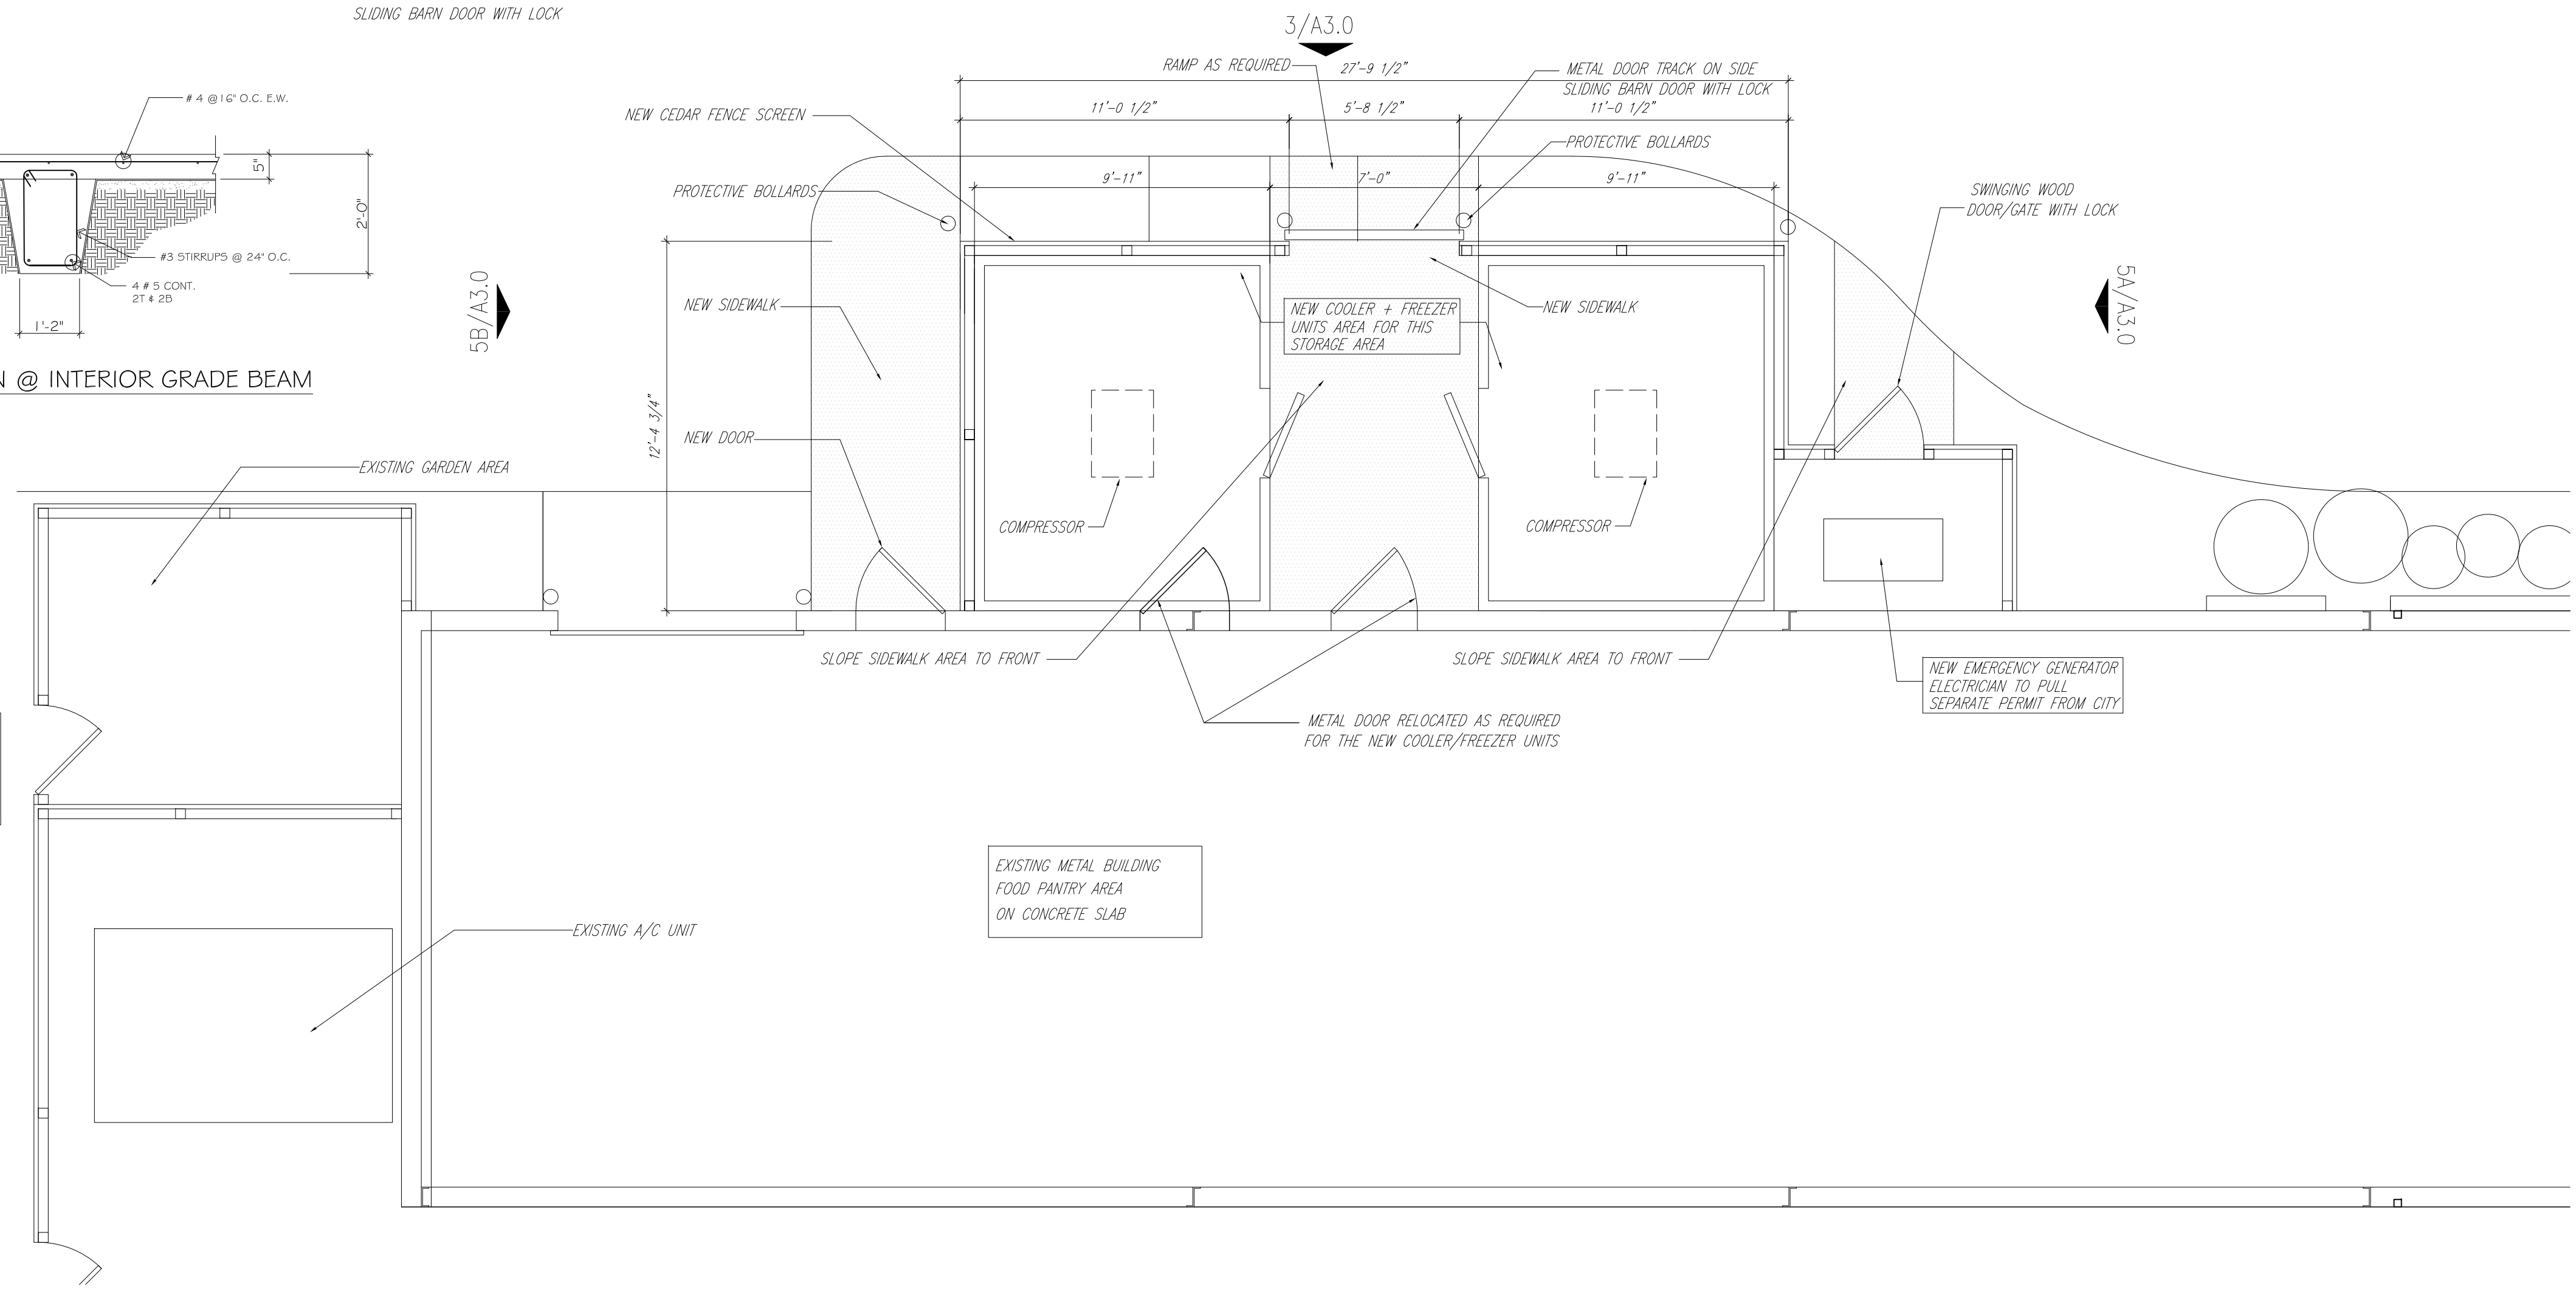 SLIDING BARN DOOR WITH LOCK
# 4 @16" O.C. E.W.
5"
2'-0"
#3 STIRRUPS @ 24" O.C.
4 # 5 CONT.
2T & 2B
1'-2"
N @ INTERIOR GRADE BEAM
3/A3.0
RAMP AS REQUIRED
27'-9 1/2"
METAL DOOR TRACK ON SIDE
SLIDING BARN DOOR WITH LOCK
NEW CEDAR FENCE SCREEN
11'-0 1/2"
5'-8 1/2"
11'-0 1/2"
PROTECTIVE BOLLARDS
PROTECTIVE BOLLARDS
9'-11"
7'-0"
9'-11"
SWINGING WOOD
DOOR/GATE WITH LOCK
5B/A3.0
5A/A3.0
NEW SIDEWALK
NEW COOLER + FREEZER
UNITS AREA FOR THIS
STORAGE AREA
NEW SIDEWALK
12'-4 3/4"
NEW DOOR
EXISTING GARDEN AREA
COMPRESSOR
COMPRESSOR
SLOPE SIDEWALK AREA TO FRONT
SLOPE SIDEWALK AREA TO FRONT
NEW EMERGENCY GENERATOR
ELECTRICIAN TO PULL
SEPARATE PERMIT FROM CITY
METAL DOOR RELOCATED AS REQUIRED
FOR THE NEW COOLER/FREEZER UNITS
EXISTING METAL BUILDING
FOOD PANTRY AREA
ON CONCRETE SLAB
EXISTING A/C UNIT